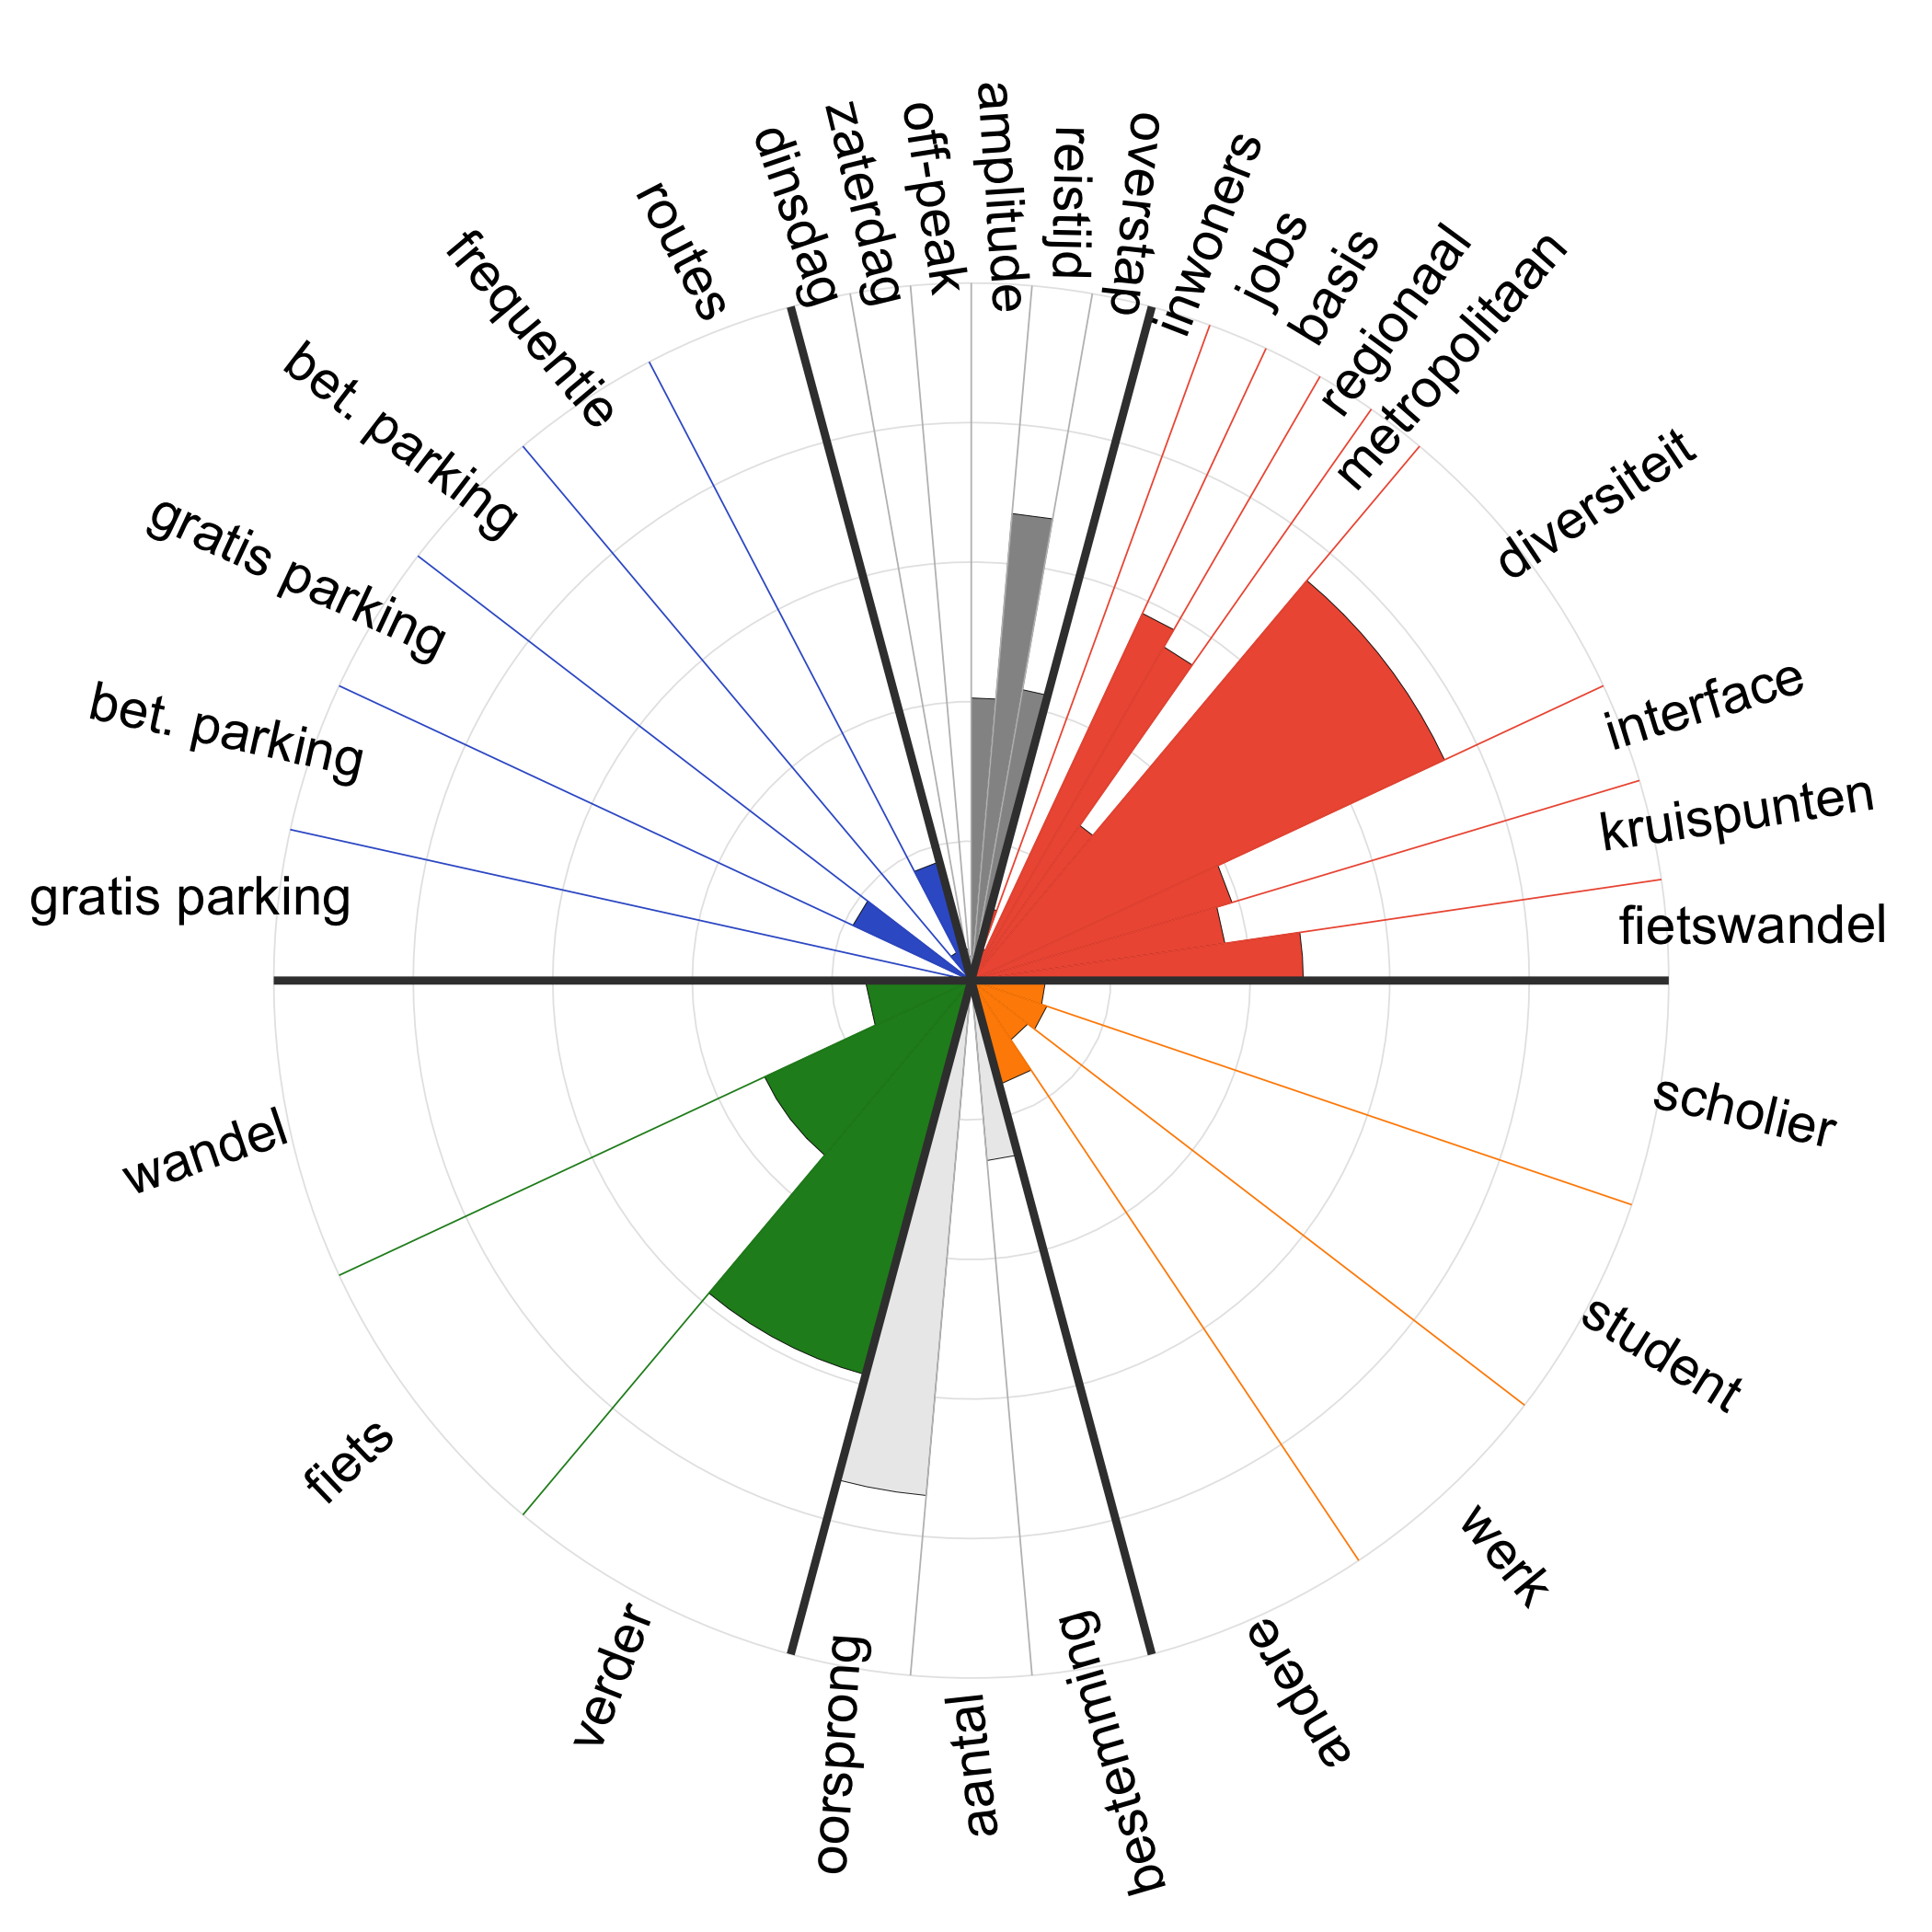 dinsdag
zaterdag
off-peak
amplitude
reistijd
overstap
inwoners
jobs
basis
regionaal
metropolitaan
diversiteit
interface
kruispunten
fietswandel
scholier
student
werk
andere
bestemming
aantal
oorsprong
verder
fiets
wandel
gratis parking
bet. parking
gratis parking
bet. parking
frequentie
routes